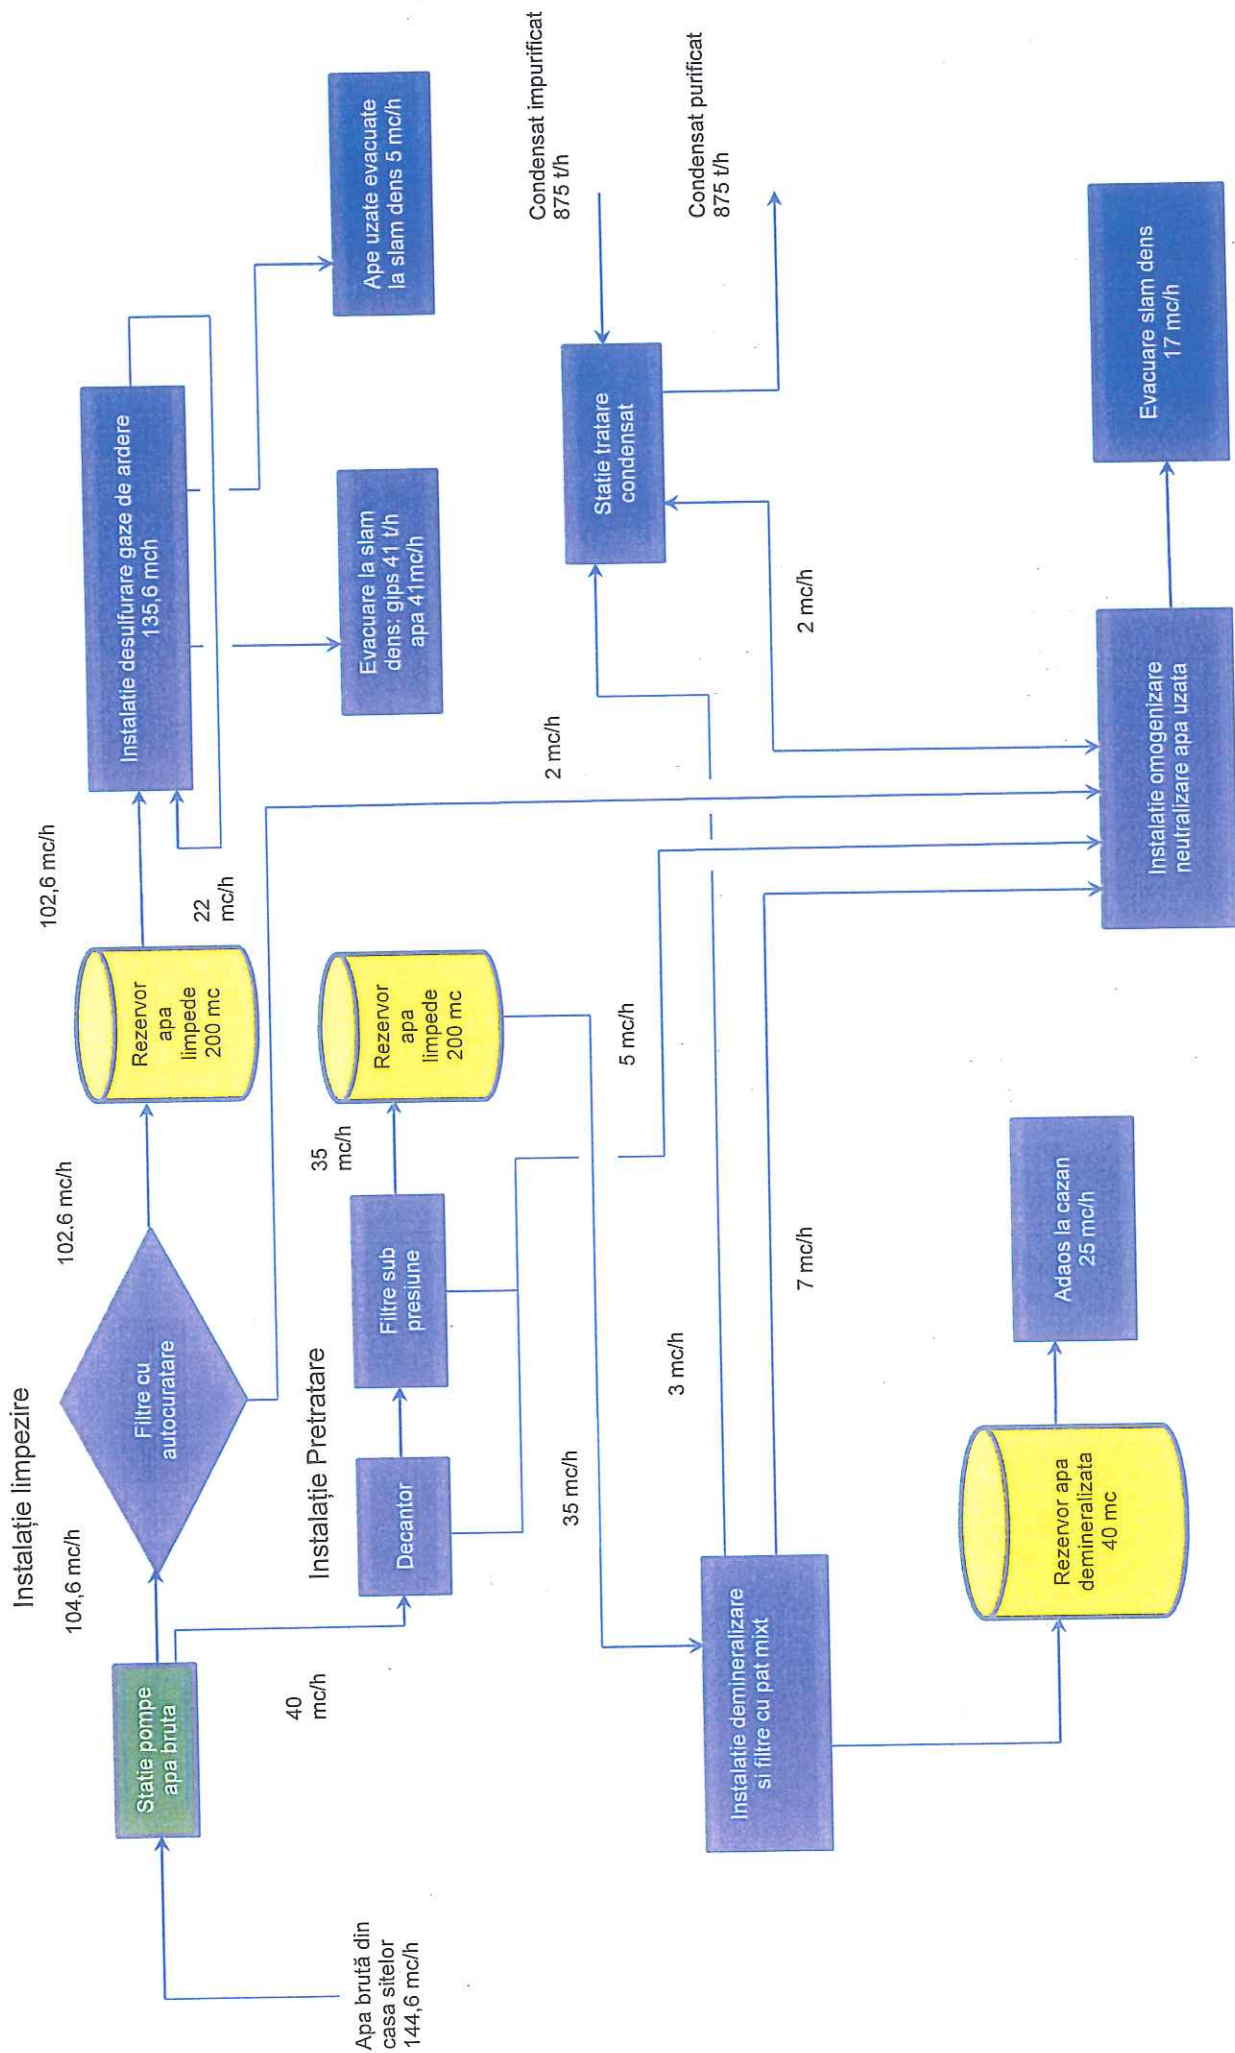 Instalație limpezire
Apa brută din
casa sitelor
144,6 mc/h
Statie pompe
apa bruta
104,6 mc/h
Filtre cu
autocuratare
102.6 mc/h
Rezervor
apa
limpede
200 mc
102,6 mc/h
Instalatie desulfurare gaze de ardere
135,6 mch
22
mc/h
40
mc/h
Instalație Pretratare
Decantor
Filtre sub
presiune
35
mc/h
Rezervor
apa
limpede
200 mc
Evacuare la slam
dens: gips 41 t/h
apa 41mc/h
Ape uzate evacuate
la slam dens 5 mc/h
35 mc/h
5 mc/h
2 mc/h
Statie tratare
condensat
Condensat impurificat
875 t/h
Condensat purificat
875 t/h
3 mc/h
Instalatie demineralizare
si filtre cu pat mixt
7 mc/h
2 mc/h
Rezervor apa
demineralizata
40 mc
Adaos la cazan
25 mc/h
Instalatie omogenizare
neutralizare apa uzata
Evacuare slam dens
17 mc/h